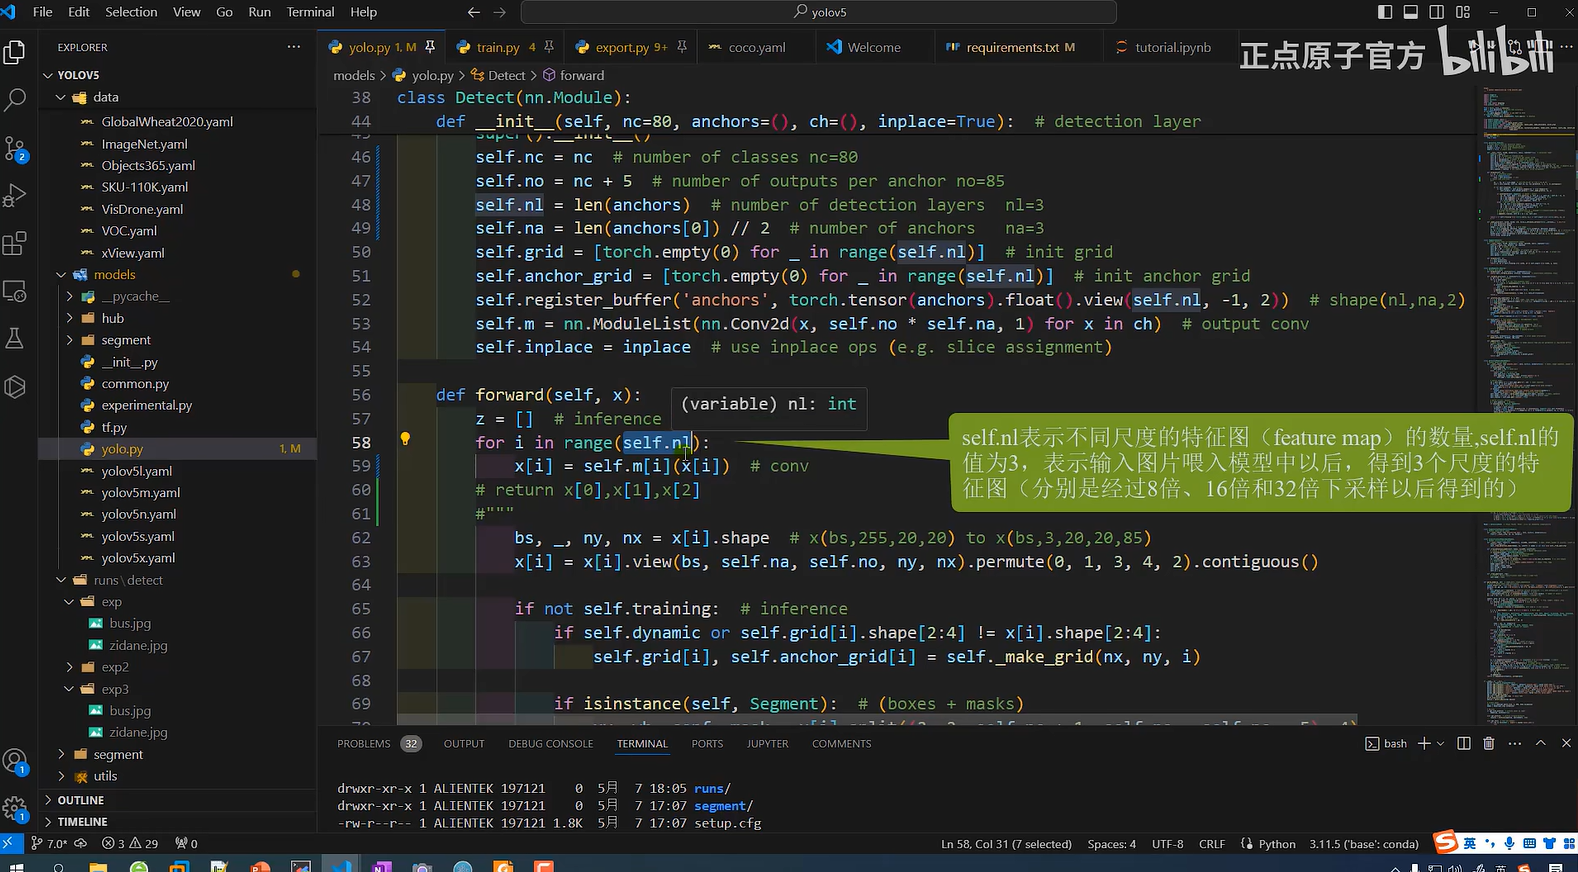 File Edit Selection View Go Run Terminal Help
yolov5
EXPLORER
yolo.py 1, M
train.py 4
export.py 9+
coco.yaml
Welcome
requirements.txt M
tutorial.ipynb
正点原子官方 bilibili
YOLOV5
data
GlobalWheat2020.yaml
ImageNet.yaml
Objects365.yaml
SKU-110K.yaml
VisDrone.yaml
VOC.yaml
xView.yaml
models
__pycache__
hub
segment
__init__.py
common.py
experimental.py
tf.py
yolo.py 1, M
yolov5l.yaml
yolov5m.yaml
yolov5n.yaml
yolov5s.yaml
yolov5x.yaml
runs\detect
exp
bus.jpg
zidane.jpg
exp2
exp3
bus.jpg
zidane.jpg
segment
utils
OUTLINE
TIMELINE
models > yolo.py > Detect > forward
38 class Detect(nn.Module):
44 def __init__(self, nc=80, anchors=(), ch=(), inplace=True): # detection layer
super().__init__()
46 self.nc = nc # number of classes nc=80
47 self.no = nc + 5 # number of outputs per anchor no=85
48 self.nl = len(anchors) # number of detection layers nl=3
49 self.na = len(anchors[0]) // 2 # number of anchors na=3
50 self.grid = [torch.empty(0) for _ in range(self.nl)] # init grid
51 self.anchor_grid = [torch.empty(0) for _ in range(self.nl)] # init anchor grid
52 self.register_buffer('anchors', torch.tensor(anchors).float().view(self.nl, -1, 2)) # shape(nl,na,2)
53 self.m = nn.ModuleList(nn.Conv2d(x, self.no * self.na, 1) for x in ch) # output conv
54 self.inplace = inplace # use inplace ops (e.g. slice assignment)
55
56 def forward(self, x):
(variable) nl: int
57 z = [] # inference
58 for i in range(self.nl):
59 x[i] = self.m[i](x[i]) # conv
60 # return x[0],x[1],x[2]
61 #"""
62 bs, _, ny, nx = x[i].shape # x(bs,255,20,20) to x(bs,3,20,20,85)
63 x[i] = x[i].view(bs, self.na, self.no, ny, nx).permute(0, 1, 3, 4, 2).contiguous()
64
65 if not self.training: # inference
66 if self.dynamic or self.grid[i].shape[2:4] != x[i].shape[2:4]:
67 self.grid[i], self.anchor_grid[i] = self._make_grid(nx, ny, i)
68
69 if isinstance(self, Segment): # (boxes + masks)
self.nl表示不同尺度的特征图（feature map）的数量,self.nl的
值为3，表示输入图片喂入模型中以后，得到3个尺度的特
征图（分别是经过8倍、16倍和32倍下采样以后得到的）
PROBLEMS 32 OUTPUT DEBUG CONSOLE TERMINAL PORTS JUPYTER COMMENTS
bash
drwxr-xr-x 1 ALIENTEK 197121 0 5月 7 18:05 runs/
drwxr-xr-x 1 ALIENTEK 197121 0 5月 7 17:07 segment/
-rw-r--r-- 1 ALIENTEK 197121 1.8K 5月 7 17:07 setup.cfg
7.0* 3 29 0
Ln 58, Col 31 (7 selected) Spaces: 4 UTF-8 CRLF Python 3.11.5 ('base': conda)
英